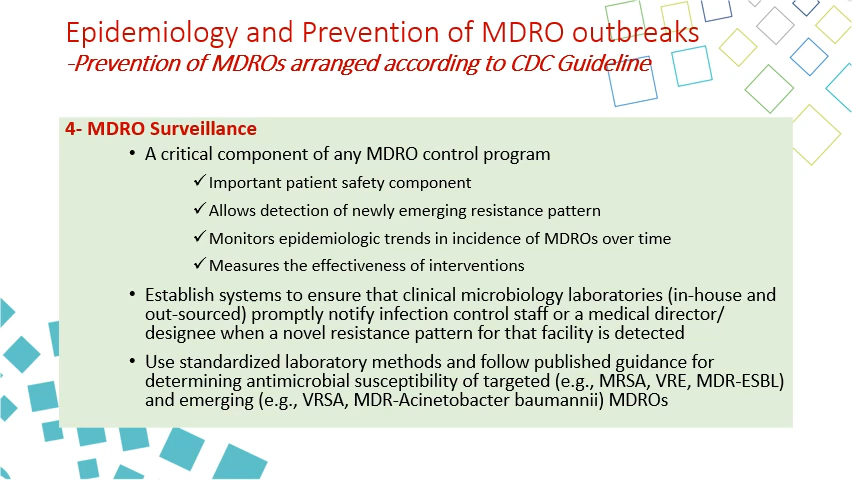 Epidemiology and Prevention of MDRO outbreaks
-Prevention of MDROs arranged according to CDC Guideline
4- MDRO Surveillance
• A critical component of any MDRO control program
✓Important patient safety component
✓Allows detection of newly emerging resistance pattern
✓Monitors epidemiologic trends in incidence of MDROs over time
✓Measures the effectiveness of interventions
• Establish systems to ensure that clinical microbiology laboratories (in-house and
out-sourced) promptly notify infection control staff or a medical director/
designee when a novel resistance pattern for that facility is detected
• Use standardized laboratory methods and follow published guidance for
determining antimicrobial susceptibility of targeted (e.g., MRSA, VRE, MDR-ESBL)
and emerging (e.g., VRSA, MDR-Acinetobacter baumannii) MDROs